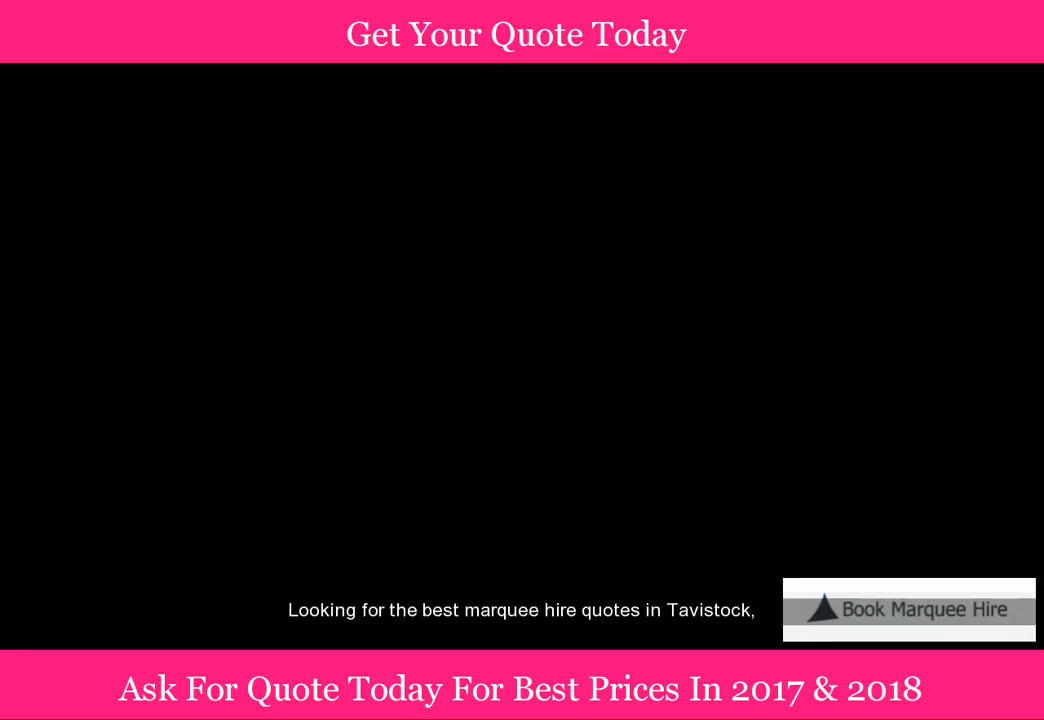 Get Your Quote Today
Looking for the best marquee hire quotes in Tavistock,
Book Marquee Hire
Ask For Quote Today For Best Prices In 2017 & 2018